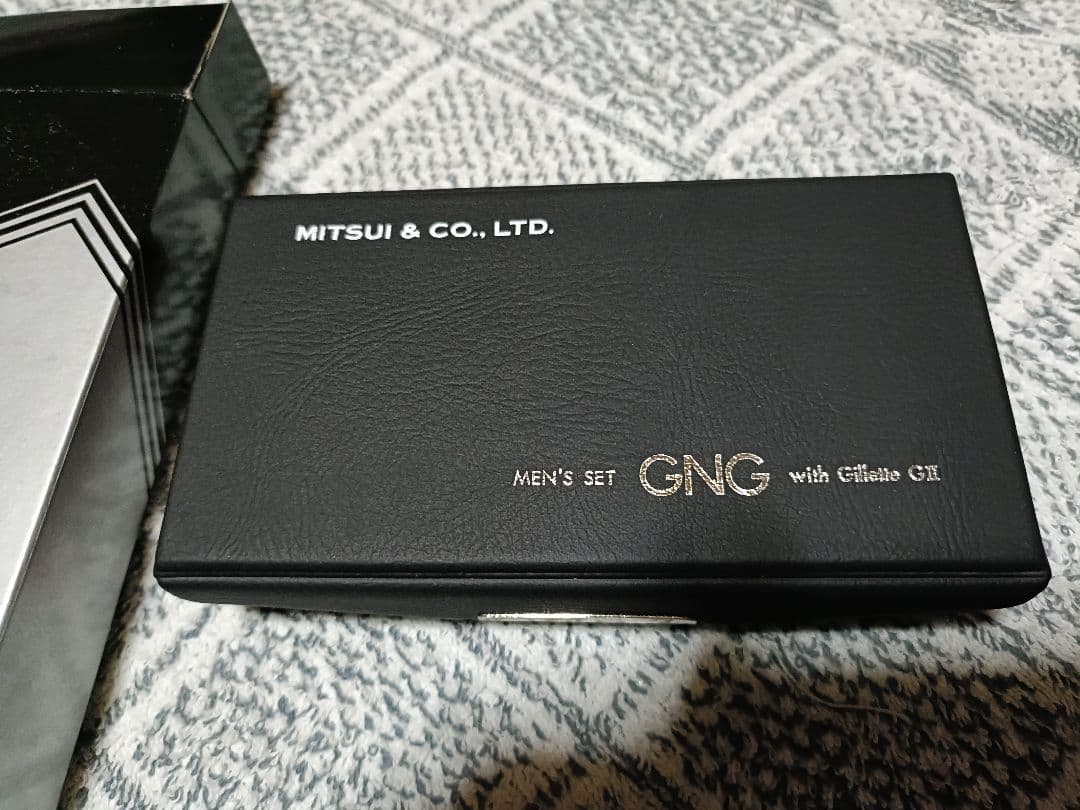 MITSUI & CO., LTD.
MEN'S SET GNG with Gillette GII